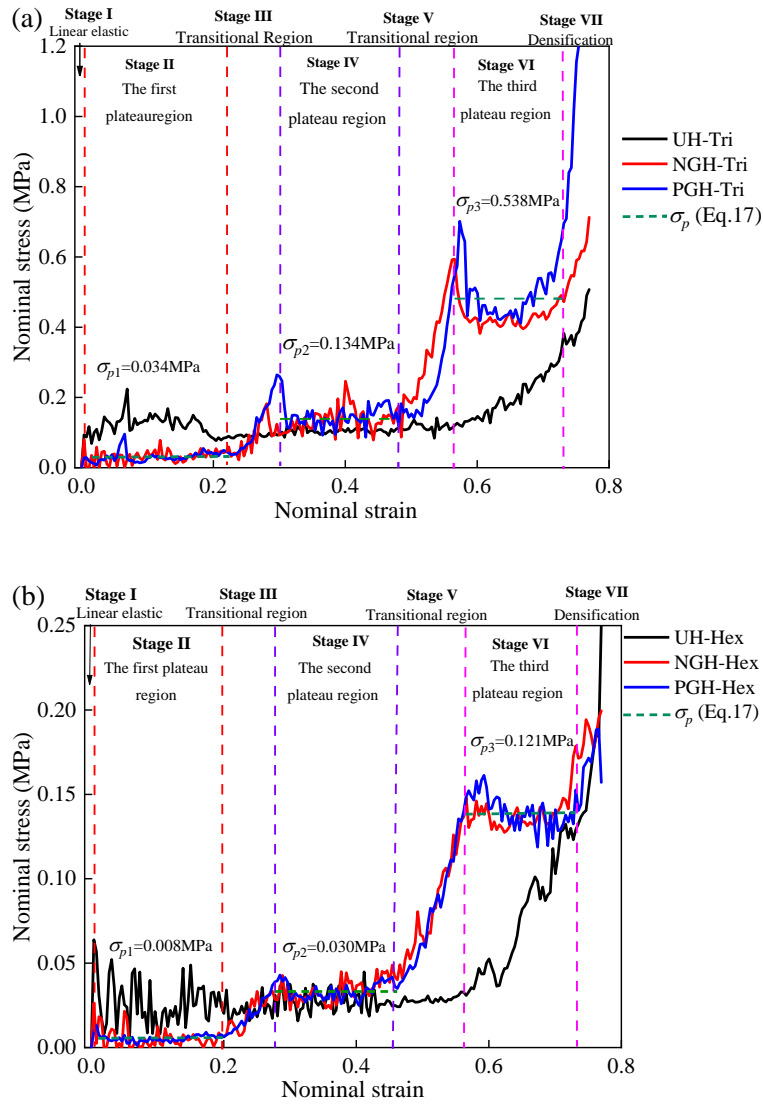 (a)
Stage I
Linear elastic
Stage III
Transitional Region
Stage V
Transitional region
Stage VII
Densification
Stage II
The first
plateauregion
Stage IV
The second
plateau region
Stage VI
The third
plateau region
1.2
1.0
0.8
0.6
0.4
0.2
0.0
Nominal stress (MPa)
σp1=0.034MPa
σp2=0.134MPa
σp3=0.538MPa
UH-Tri
NGH-Tri
PGH-Tri
σp (Eq.17)
0.0
0.2
0.4
0.6
0.8
Nominal strain
(b)
Stage I
Linear elastic
Stage III
Transitional region
Stage V
Transitional region
Stage VII
Densification
Stage II
The first plateau
region
Stage IV
The second
plateau region
Stage VI
The third
plateau region
0.25
0.20
0.15
0.10
0.05
0.00
Nominal stress (MPa)
σp1=0.008MPa
σp2=0.030MPa
σp3=0.121MPa
UH-Hex
NGH-Hex
PGH-Hex
σp (Eq.17)
0.0
0.2
0.4
0.6
0.8
Nominal strain